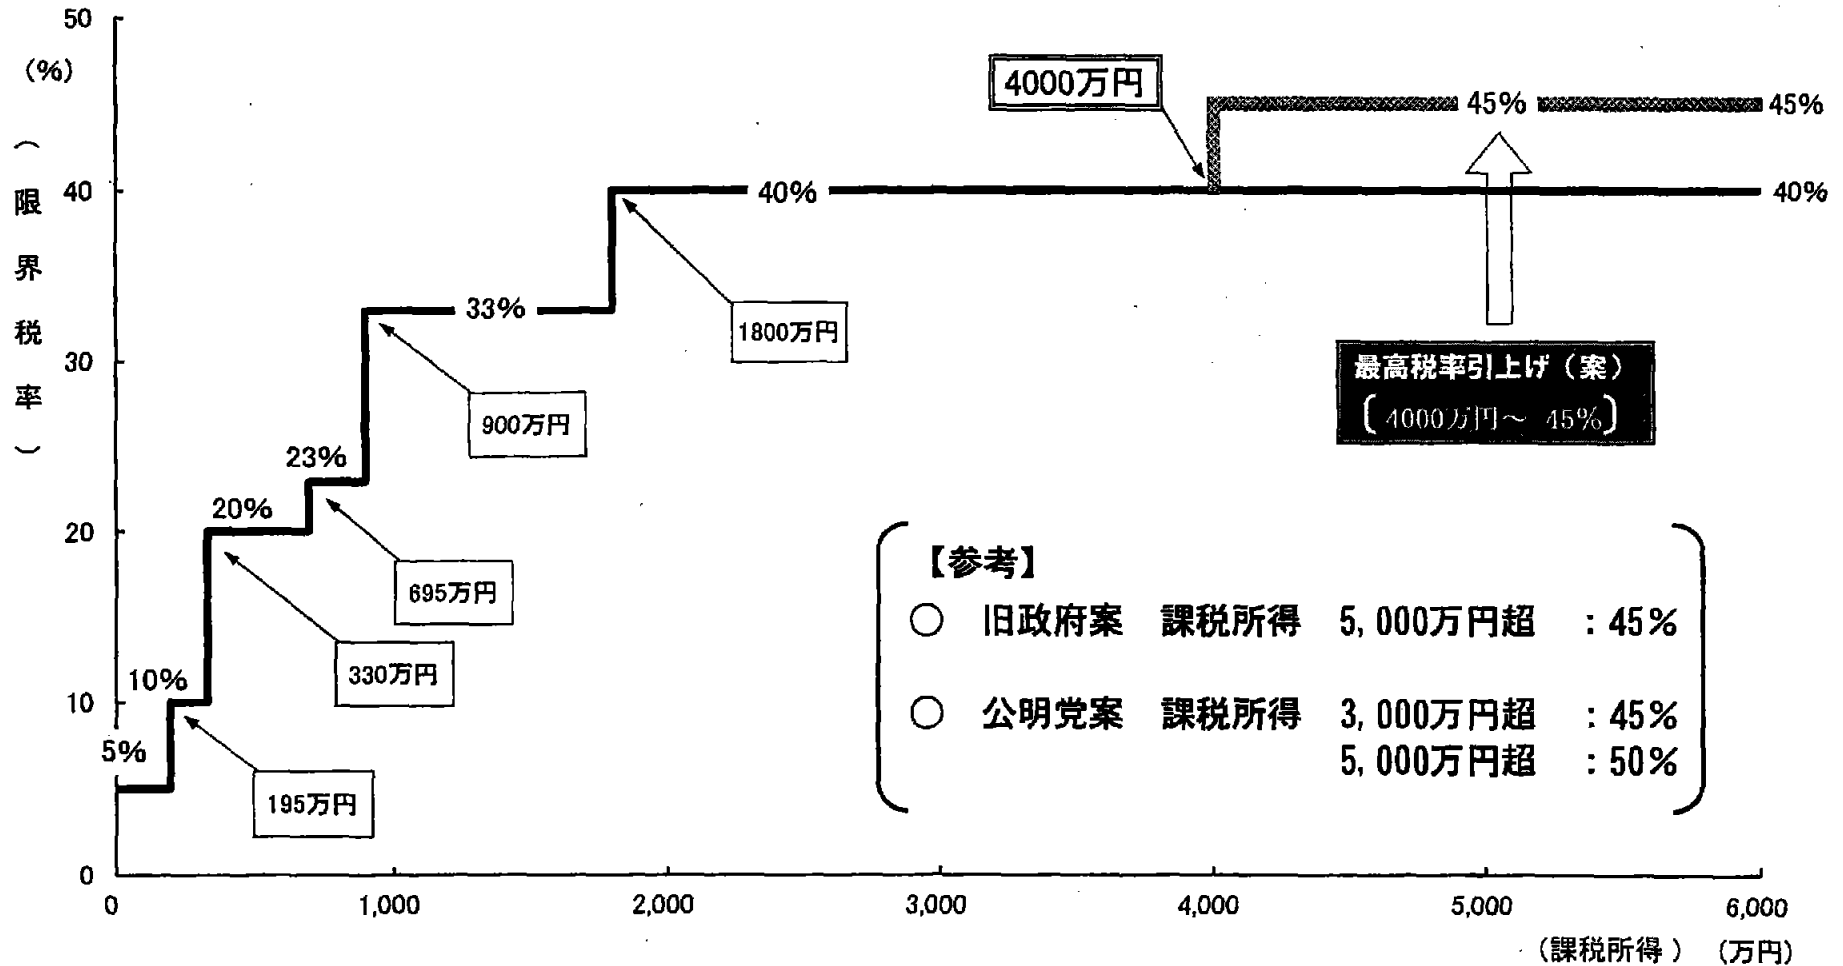 50
(%)
（限界税率）
40
30
20
10
0
5%
10%
20%
23%
33%
40%
45%
45%
40%
4000万円
1800万円
900万円
695万円
330万円
195万円
最高税率引上げ（案）
〔4000万円～ 45%〕
【参考】
○ 旧政府案 課税所得 5,000万円超 : 45%
○ 公明党案 課税所得 3,000万円超 : 45%
5,000万円超 : 50%
0 1,000 2,000 3,000 4,000 5,000 6,000
（課税所得）（万円）